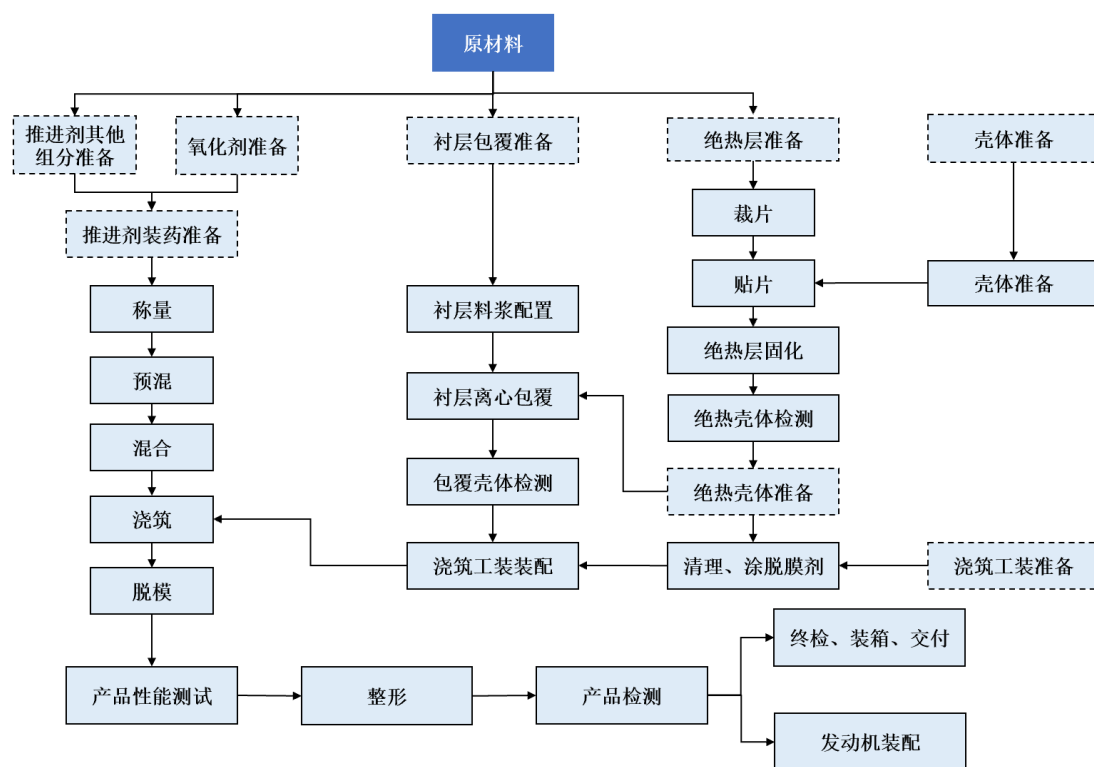 原材料
推进剂其他
组分准备
氧化剂准备
衬层包覆准备
绝热层准备
壳体准备
裁片
推进剂装药准备
贴片
壳体准备
称量
衬层料浆配置
绝热层固化
预混
衬层离心包覆
绝热壳体检测
混合
包覆壳体检测
绝热壳体准备
浇筑
浇筑工装装配
清理、涂脱膜剂
浇筑工装准备
脱模
终检、装箱、交付
产品性能测试
整形
产品检测
发动机装配